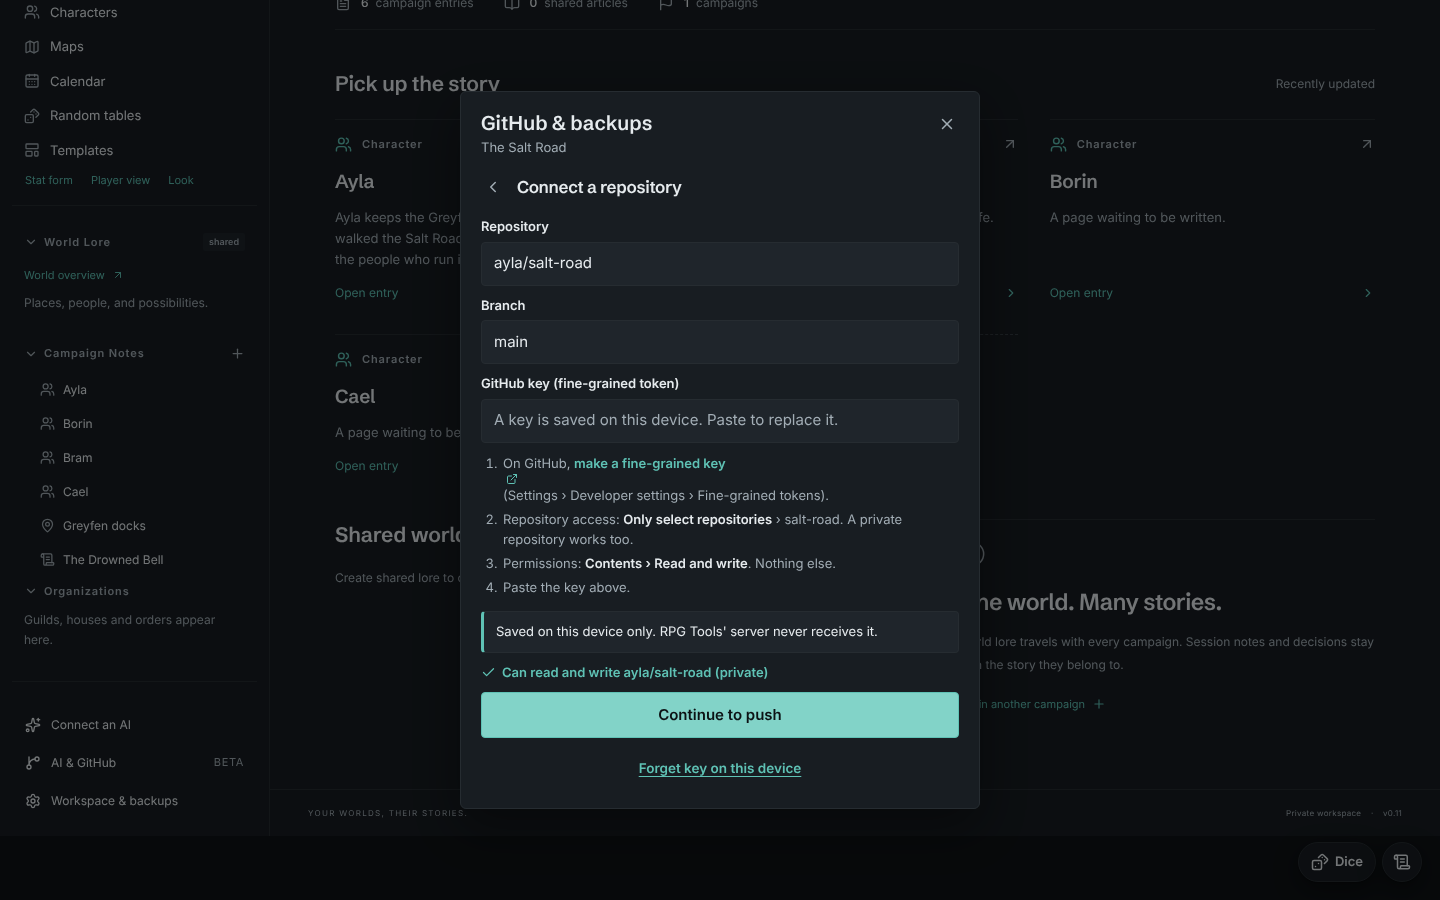 Characters
Maps
Calendar
Random tables
Templates
Stat form Player view Look
World Lore shared
World overview
Places, people, and possibilities.
Campaign Notes
Ayla
Borin
Bram
Cael
Greyfen docks
The Drowned Bell
Organizations
Guilds, houses and orders appear
here.
Connect an AI
AI & GitHub BETA
Workspace & backups
6 campaign entries 0 shared articles 1 campaigns
Pick up the story
Recently updated
Character
Ayla
Ayla keeps the
walked the Salt Road
the people who run
Open entry
Character
Borin
A page waiting to be written.
Open entry
Character
Cael
A page waiting to be
Open entry
Shared
Create shared lore to
world. Many stories.
lore travels with every campaign. Session notes and decisions stay
the story they belong to.
another campaign
YOUR WORLDS, THEIR STORIES.
Private workspace · v0.11
Dice
GitHub & backups
The Salt Road
Connect a repository
Repository
ayla/salt-road
Branch
main
GitHub key (fine-grained token)
A key is saved on this device. Paste to replace it.
1. On GitHub, make a fine-grained key
(Settings › Developer settings › Fine-grained tokens).
2. Repository access: Only select repositories › salt-road. A private
repository works too.
3. Permissions: Contents › Read and write. Nothing else.
4. Paste the key above.
Saved on this device only. RPG Tools' server never receives it.
Can read and write ayla/salt-road (private)
Continue to push
Forget key on this device